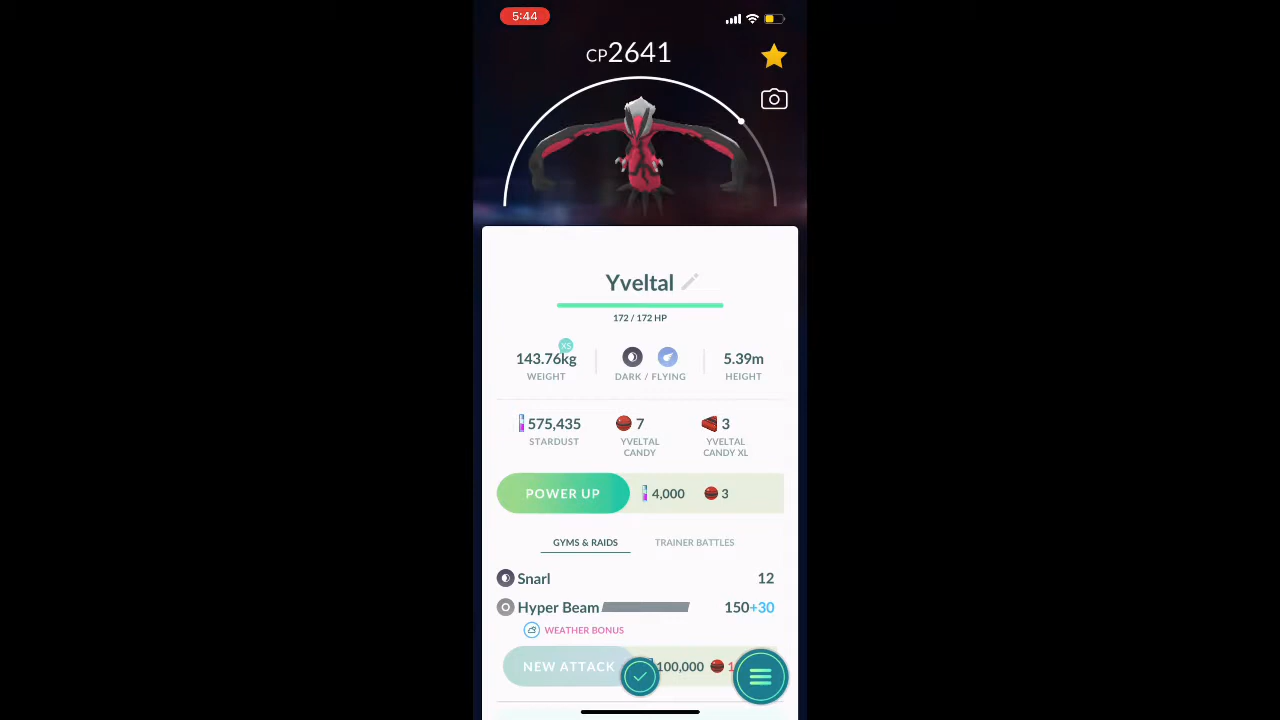 5:44
CP2641
Yveltal
172 / 172 HP
XS
143.76kg
WEIGHT
DARK / FLYING
5.39m
HEIGHT
575,435
STARDUST
7
YVELTAL
CANDY
3
YVELTAL
CANDY XL
POWER UP 4,000 3
GYMS & RAIDS TRAINER BATTLES
Snarl 12
Hyper Beam 150+30
WEATHER BONUS
NEW ATTACK 100,000